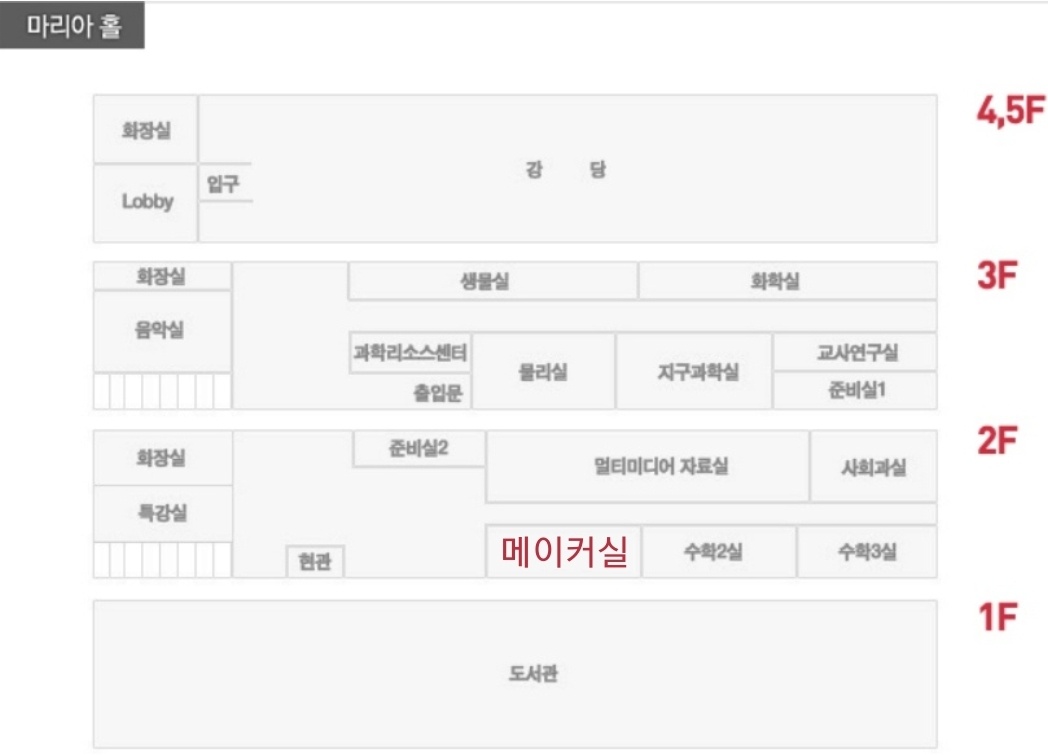 마리아 홀
4,5F
화장실
강 당
입구
Lobby
3F
화장실
생물실
화학실
음악실
과학리소스센터
물리실
지구과학실
교사연구실
출입문
준비실1
2F
화장실
준비실2
멀티미디어 자료실
사회과실
특강실
현관
메이커실
수학2실
수학3실
1F
도서관